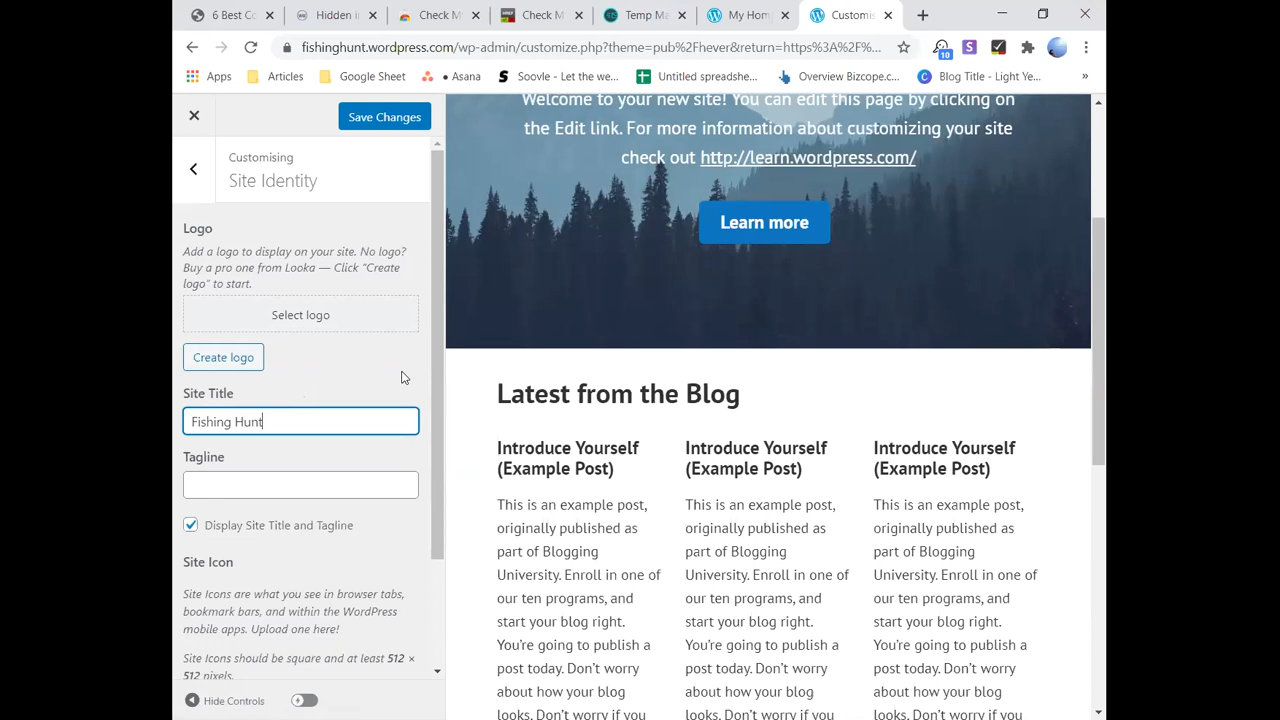 6 Best Co
Hidden in
Check M
Check M
Temp Ma
My Hom
Customis
fishinghunt.wordpress.com/wp-admin/customize.php?theme=pub%2Fhever&return=https%3A%2F%...
10
Apps
Articles
Google Sheet
• Asana
Soovle - Let the we...
Untitled spreadshe...
Overview Bizcope.c...
Blog Title - Light Ye...
»
Save Changes
Customising
Site Identity
Logo
Add a logo to display on your site. No logo?
Buy a pro one from Looka — Click "Create
logo" to start.
Select logo
Create logo
Site Title
Fishing Hunt
Tagline
Display Site Title and Tagline
Site Icon
Site Icons are what you see in browser tabs,
bookmark bars, and within the WordPress
mobile apps. Upload one here!
Site Icons should be square and at least 512 ×
512 pixels.
Hide Controls
Welcome to your new site! You can edit this page by clicking on
the Edit link. For more information about customizing your site
check out http://learn.wordpress.com/
Learn more
Latest from the Blog
Introduce Yourself
(Example Post)
This is an example post,
originally published as
part of Blogging
University. Enroll in one of
our ten programs, and
start your blog right.
You're going to publish a
post today. Don't worry
about how your blog
looks. Don't worry if you
Introduce Yourself
(Example Post)
This is an example post,
originally published as
part of Blogging
University. Enroll in one of
our ten programs, and
start your blog right.
You're going to publish a
post today. Don't worry
about how your blog
looks. Don't worry if you
Introduce Yourself
(Example Post)
This is an example post,
originally published as
part of Blogging
University. Enroll in one of
our ten programs, and
start your blog right.
You're going to publish a
post today. Don't worry
about how your blog
looks. Don't worry if you